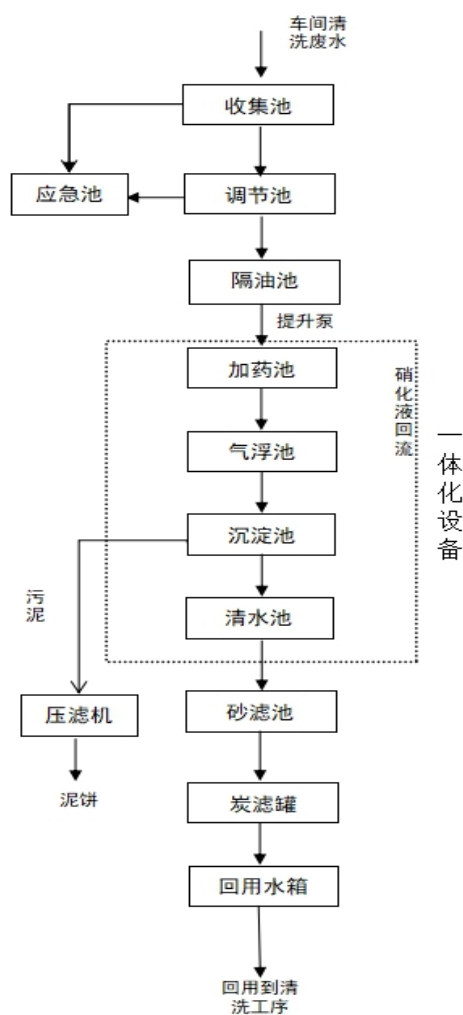 车间清
洗废水
收集池
应急池
调节池
隔油池
提升泵
加药池
硝化液回流
气浮池
一体化设备
沉淀池
污泥
清水池
压滤机
砂滤池
泥饼
炭滤罐
回用水箱
回用到清
洗工序